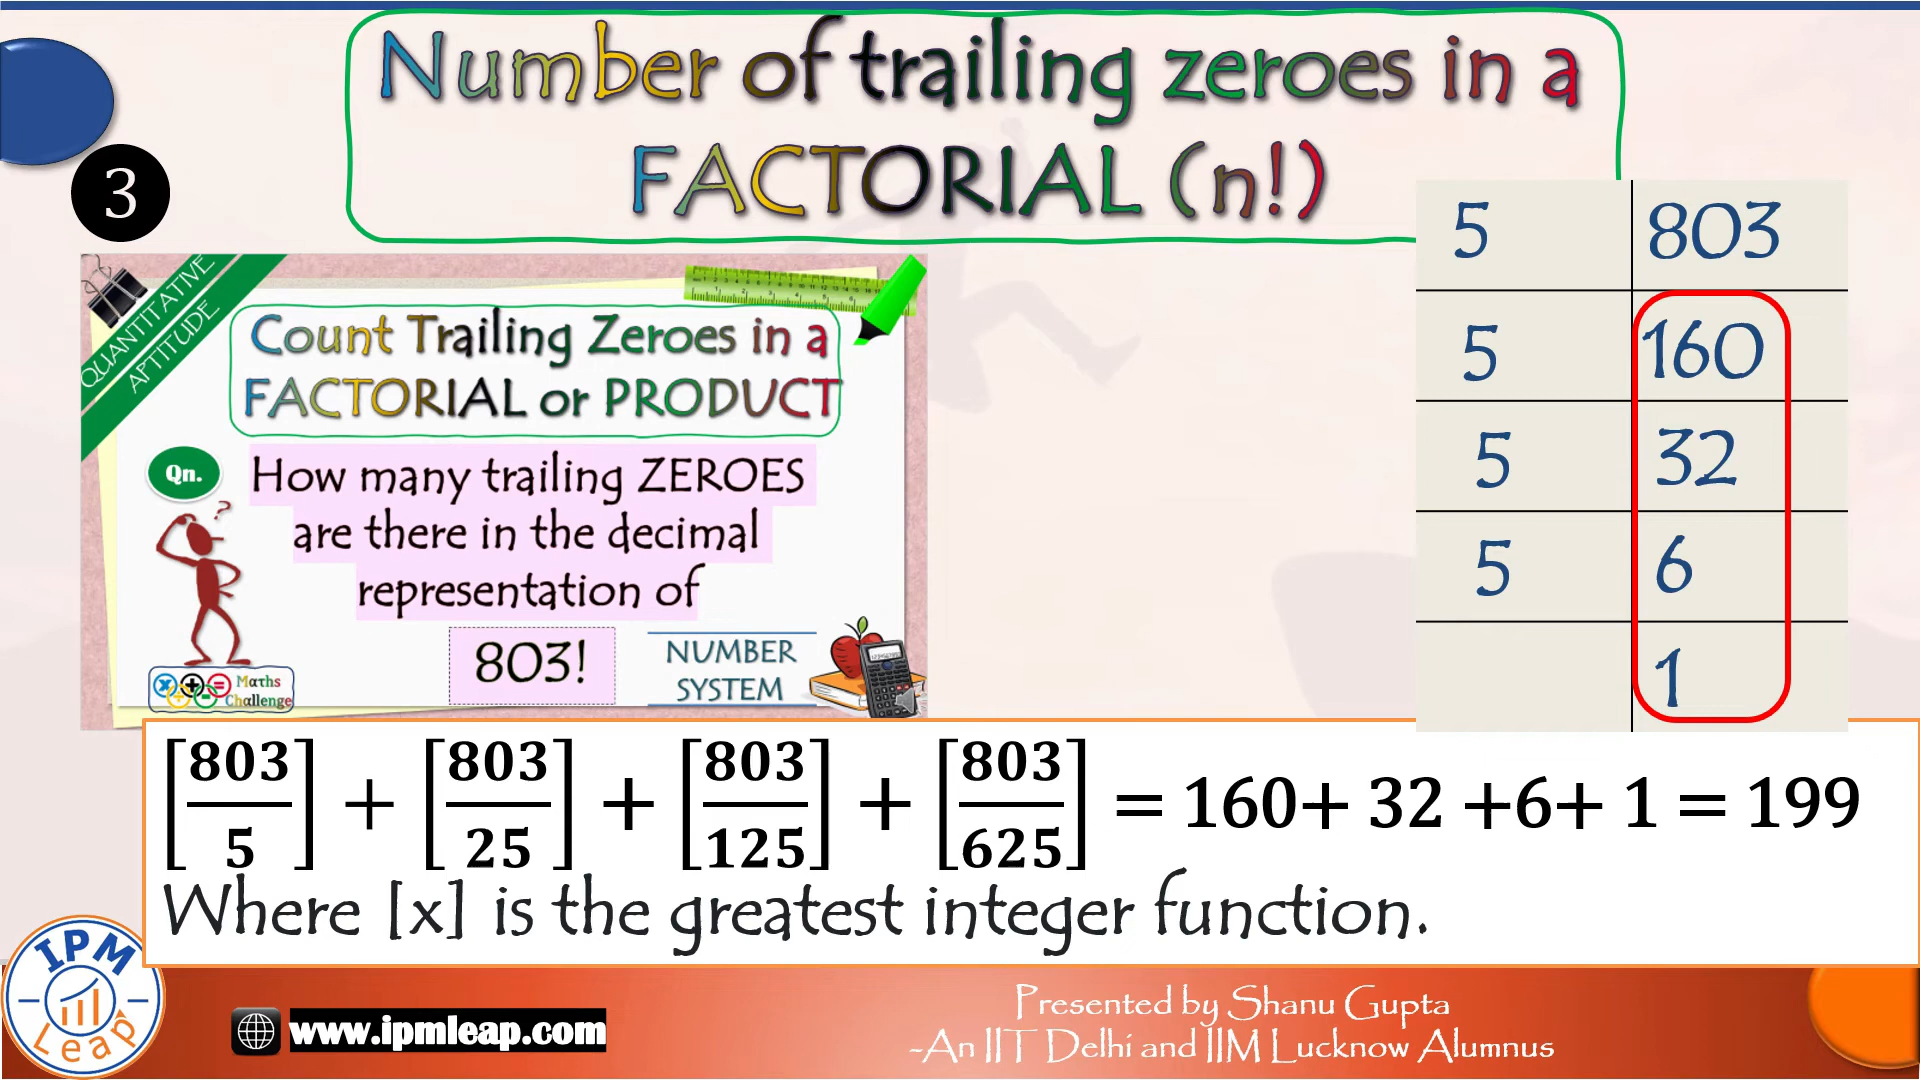 Number of trailing zeroes in a
FACTORIAL (n!)
3
QUANTITATIVE
APTITUDE
Count Trailing Zeroes in a
FACTORIAL or PRODUCT
Qn.
?
How many trailing ZEROES
are there in the decimal
representation of
803!
NUMBER
SYSTEM
Maths
Challenge
5 803
5 160
5 32
5 6
1
[803/5] + [803/25] + [803/125] + [803/625] = 160+ 32 +6+ 1 = 199
Where [x] is the greatest integer function.
IPM
Leap
www.ipmleap.com
Presented by Shanu Gupta
-An IIT Delhi and IIM Lucknow Alumnus